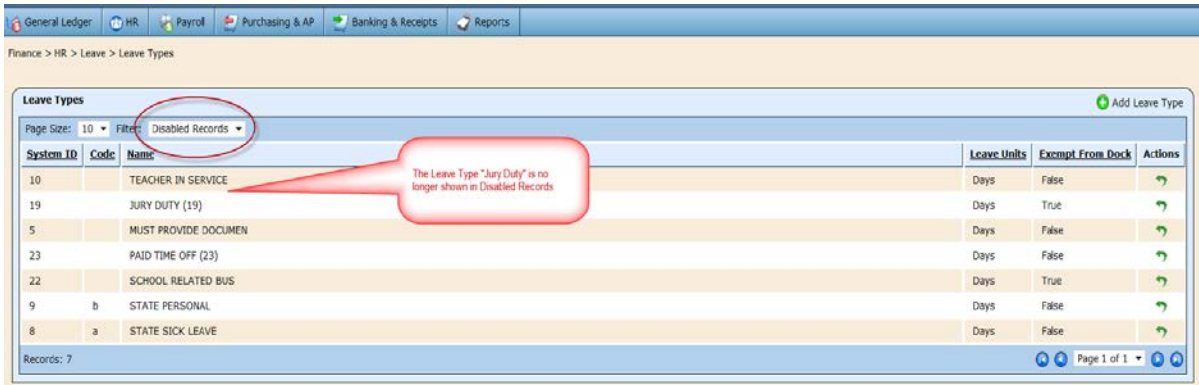 General Ledger HR Payroll Purchasing & AP Banking & Receipts Reports
Finance > HR > Leave > Leave Types
Leave Types Add Leave Type
Page Size: 10 Filter: Disabled Records
System ID Code Name Leave Units Exempt From Dock Actions
The Leave Type "Jury Duty" is no
longer shown in Disabled Records
10 TEACHER IN SERVICE Days False
19 JURY DUTY (19) Days True
5 MUST PROVIDE DOCUMEN Days False
23 PAID TIME OFF (23) Days False
22 SCHOOL RELATED BUS Days True
9 b STATE PERSONAL Days False
8 a STATE SICK LEAVE Days False
Records: 7 Page 1 of 1